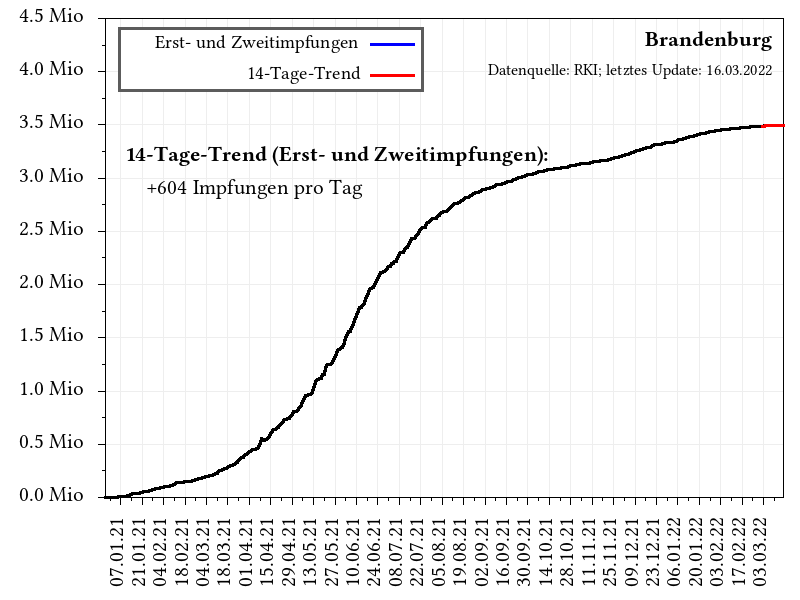 4.5 Mio
4.0 Mio
3.5 Mio
3.0 Mio
2.5 Mio
2.0 Mio
1.5 Mio
1.0 Mio
0.5 Mio
0.0 Mio
Erst- und Zweitimpfungen
14-Tage-Trend
Brandenburg
Datenquelle: RKI; letztes Update: 16.03.2022
14-Tage-Trend (Erst- und Zweitimpfungen):
+604 Impfungen pro Tag
07.01.21
21.01.21
04.02.21
18.02.21
04.03.21
18.03.21
01.04.21
15.04.21
29.04.21
13.05.21
27.05.21
10.06.21
24.06.21
08.07.21
22.07.21
05.08.21
19.08.21
02.09.21
16.09.21
30.09.21
14.10.21
28.10.21
11.11.21
25.11.21
09.12.21
23.12.21
06.01.22
20.01.22
03.02.22
17.02.22
03.03.22